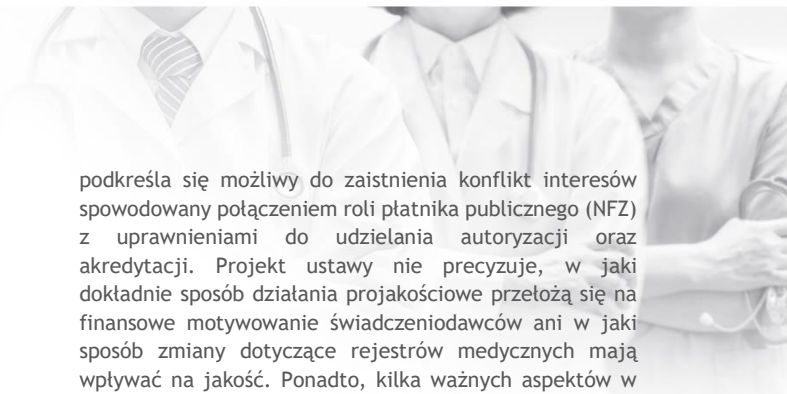 podkreśla się możliwy do zaistnienia konflikt interesów
spowodowany połączeniem roli płatnika publicznego (NFZ)
z uprawnieniami do udzielania autoryzacji oraz
akredytacji. Projekt ustawy nie precyzuje, w jaki
dokładnie sposób działania projakościowe przełożą się na
finansowe motywowanie świadczeniodawców ani w jaki
sposób zmiany dotyczące rejestrów medycznych mają
wpływać na jakość. Ponadto, kilka ważnych aspektów w